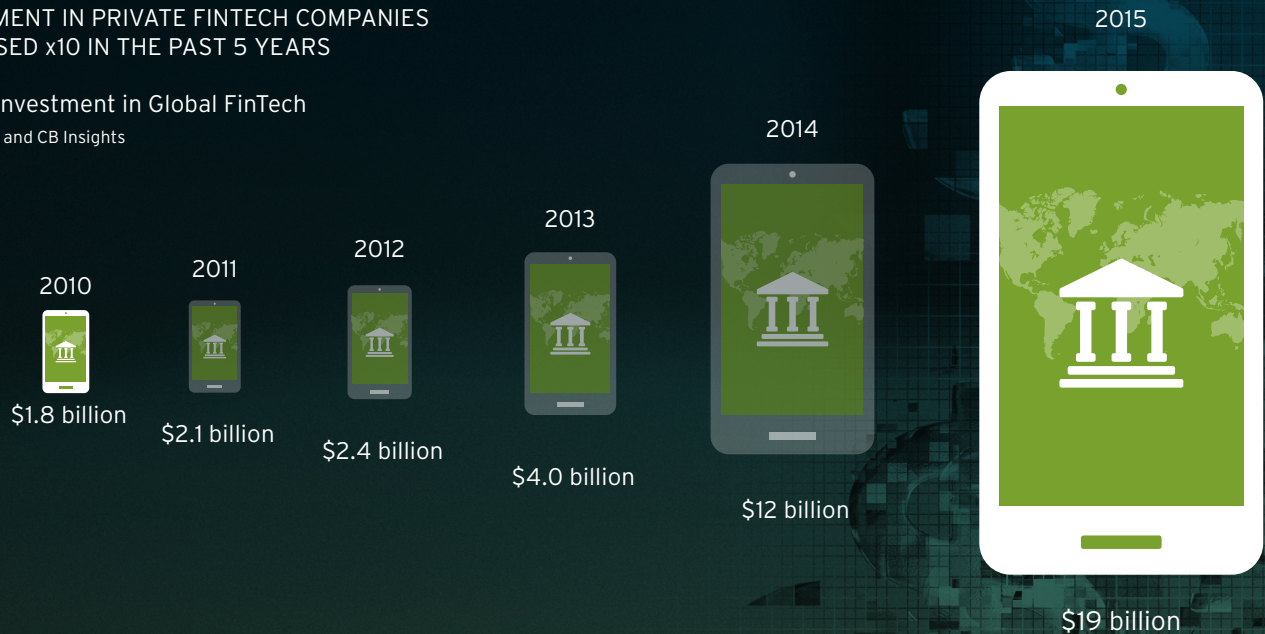 MENT IN PRIVATE FINTECH COMPANIES
SED x10 IN THE PAST 5 YEARS
nvestment in Global FinTech
and CB Insights
2010
2011
2012
2013
2014
2015
$1.8 billion
$2.1 billion
$2.4 billion
$4.0 billion
$12 billion
$19 billion